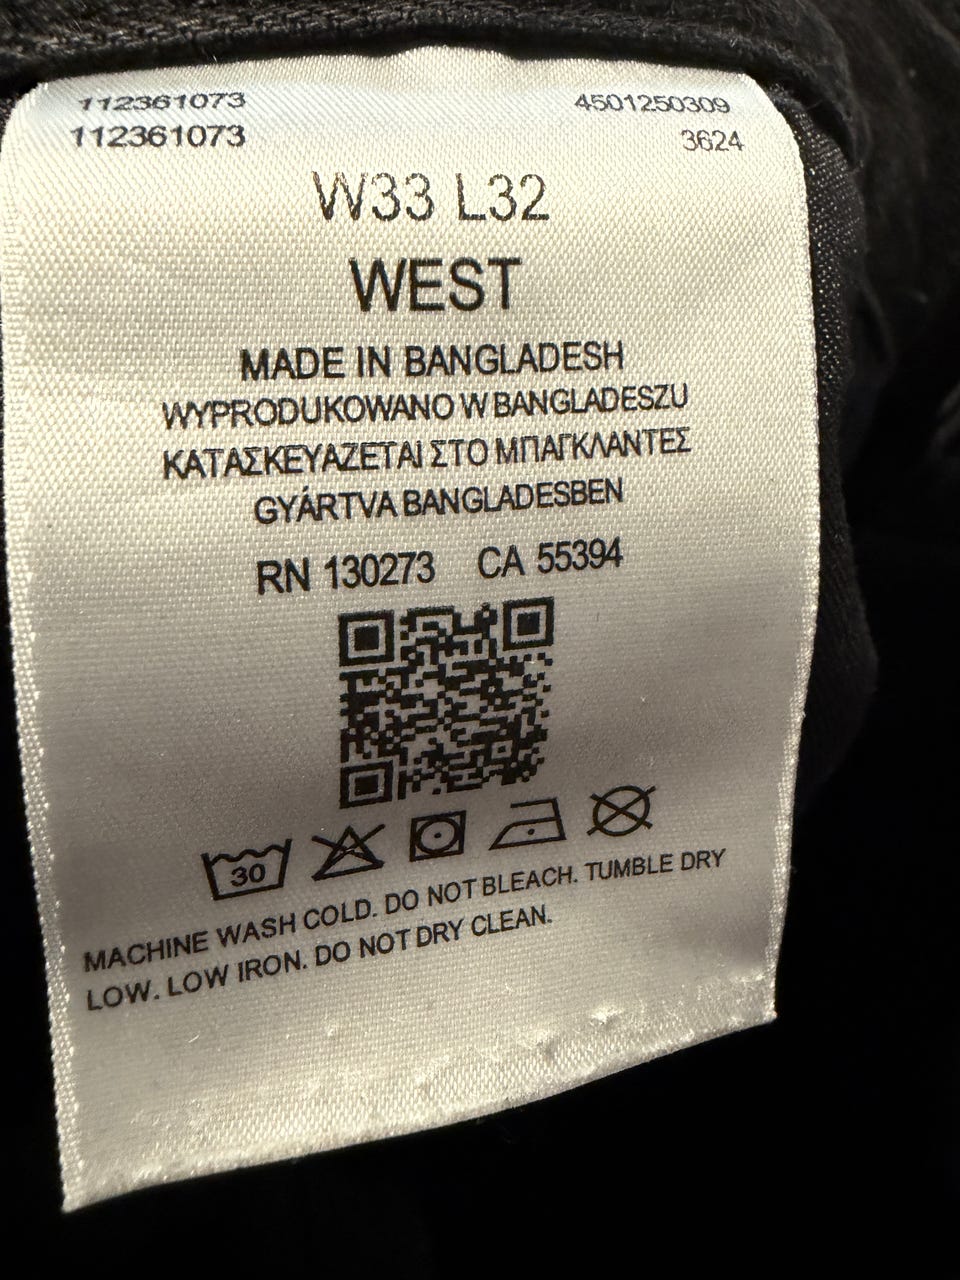 112361073 4501250309
112361073 3624
W33 L32
WEST
MADE IN BANGLADESH
WYPRODUKOWANO W BANGLADESZU
ΚΑΤΑΣΚΕΥΑΖΕΤΑΙ ΣΤΟ ΜΠΑΓΚΛΑΝΤΕΣ
GYÁRTVA BANGLADESBEN
RN 130273 CA 55394
30
MACHINE WASH COLD. DO NOT BLEACH. TUMBLE DRY
LOW. LOW IRON. DO NOT DRY CLEAN.